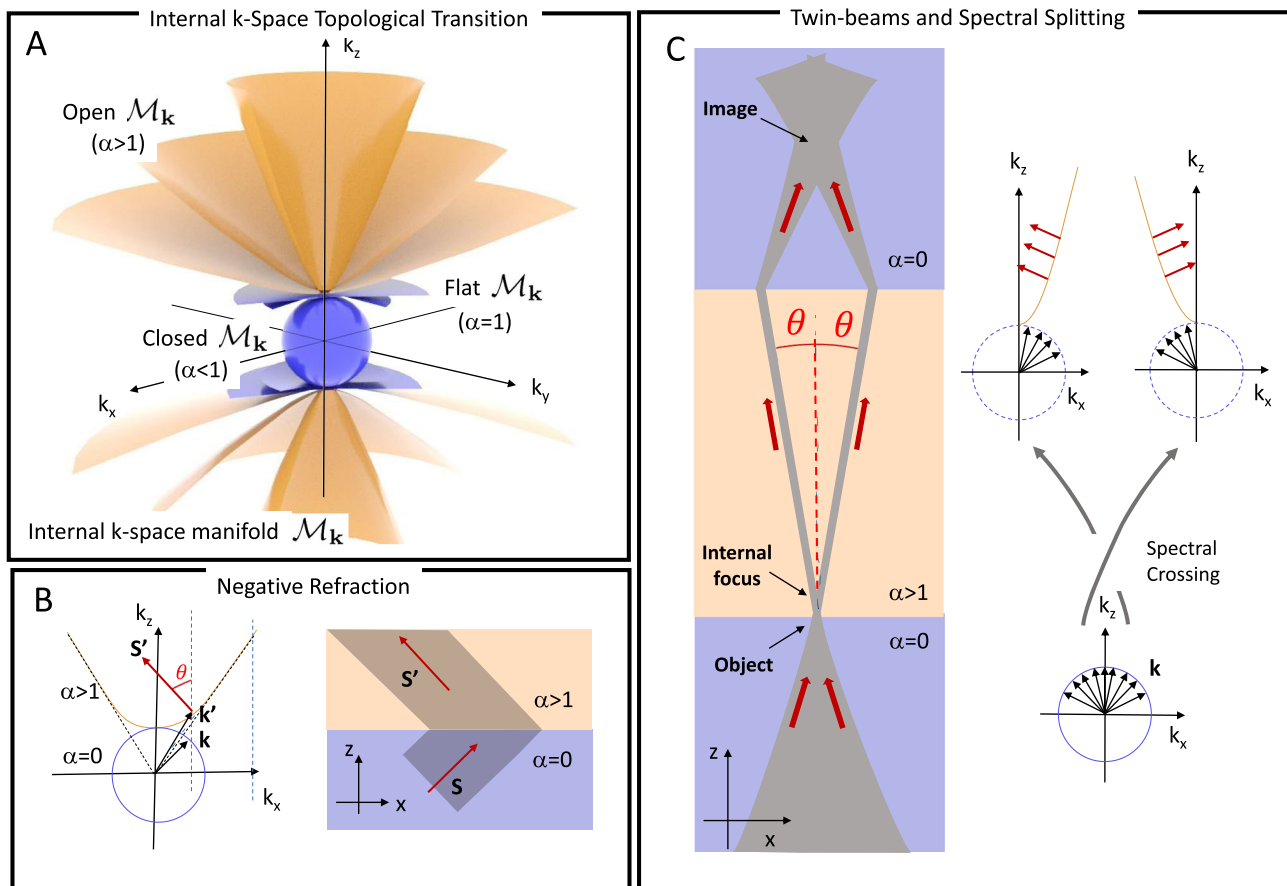 Internal k-Space Topological Transition
A
k_z
Open 𝓜_𝐤
(α>1)
Flat 𝓜_𝐤
(α=1)
Closed 𝓜_𝐤
(α<1)
k_x
k_y
Internal k-space manifold 𝓜_𝐤
Negative Refraction
B
k_z
S'
θ
α>1
k'
k
α=0
k_x
S'
α>1
z
α=0
S
x
Twin-beams and Spectral Splitting
C
Image
α=0
θ θ
Internal
focus
α>1
α=0
Object
z
x
k_z
k_x
k_z
k_x
Spectral
Crossing
k_z
k
k_x